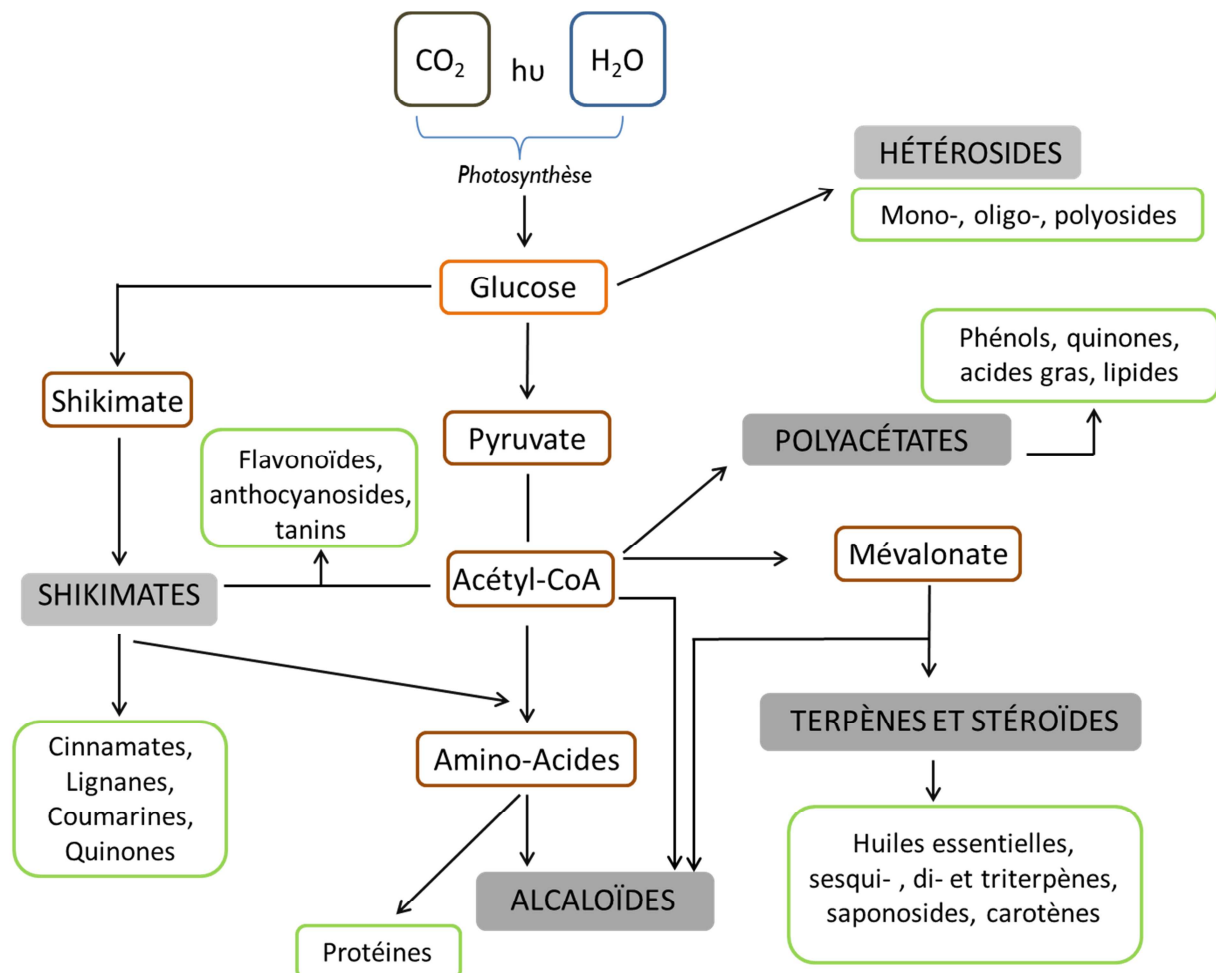 CO₂
hυ
H₂O
Photosynthèse
HÉTÉROSIDES
Mono-, oligo-, polyosides
Glucose
Phénols, quinones,
acides gras, lipides
Shikimate
Pyruvate
POLYACÉTATES
Flavonoïdes,
anthocyanosides,
tanins
Mévalonate
Acétyl-CoA
SHIKIMATES
TERPÈNES ET STÉROÏDES
Cinnamates,
Lignanes,
Coumarines,
Quinones
Amino-Acides
Huiles essentielles,
sesqui- , di- et triterpènes,
saponosides, carotènes
ALCALOÏDES
Protéines